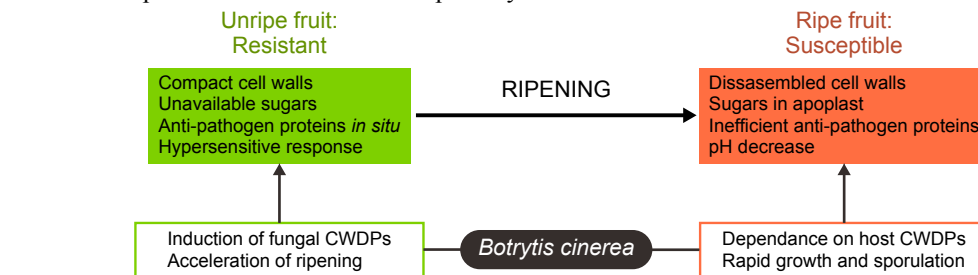 Unripe fruit:
Resistant
Ripe fruit:
Susceptible
Compact cell walls
Unavailable sugars
Anti-pathogen proteins in situ
Hypersensitive response
RIPENING
Dissasembled cell walls
Sugars in apoplast
Inefficient anti-pathogen proteins
pH decrease
Induction of fungal CWDPs
Acceleration of ripening
Botrytis cinerea
Dependance on host CWDPs
Rapid growth and sporulation